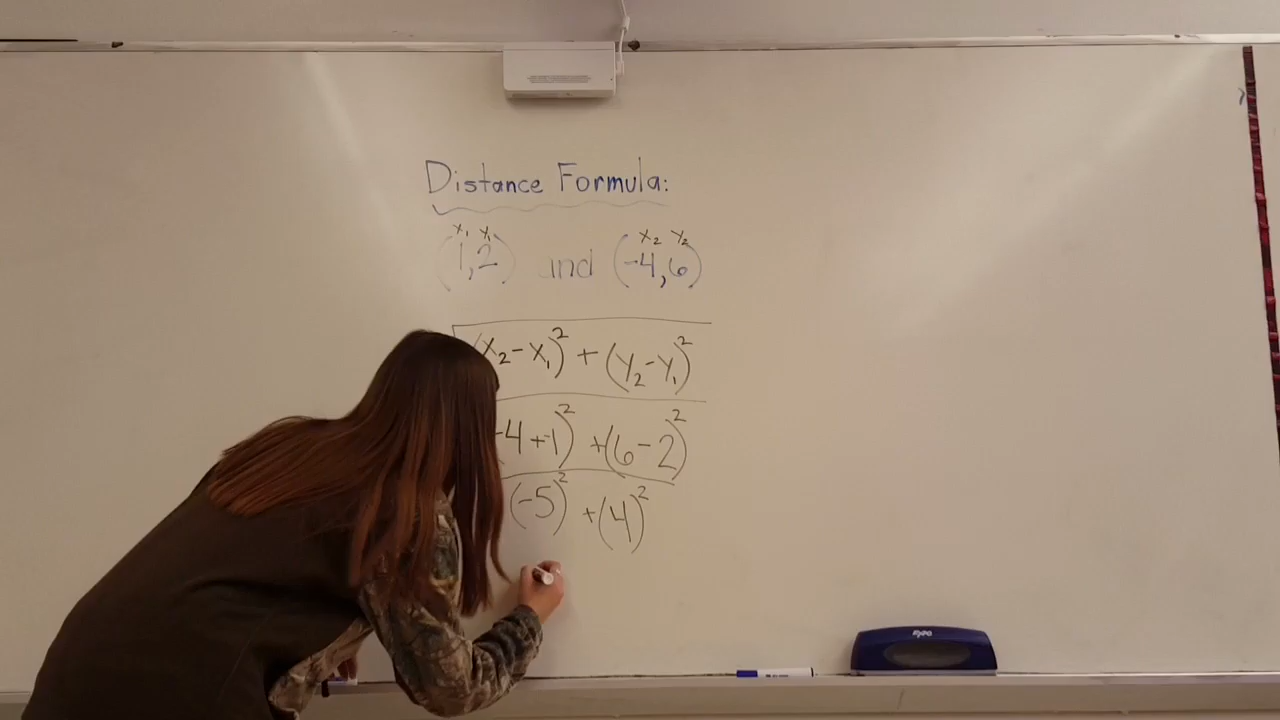 Distance Formula:
x₁ y₁ x₂ y₂
(1,2) and (-4,6)
(x₂-x₁)² + (y₂-y₁)²
-4+-1)² +(6-2)²
(-5)² +(4)²
EXPO